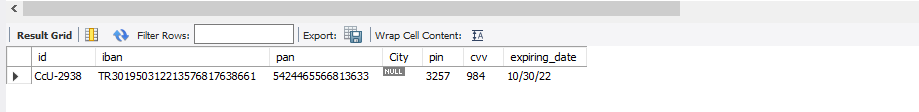 Result Grid Filter Rows: Export: Wrap Cell Content: IA
id iban pan City pin cvv expiring_date
CcU-2938 TR301950312213576817638661 5424465566813633 NULL 3257 984 10/30/22